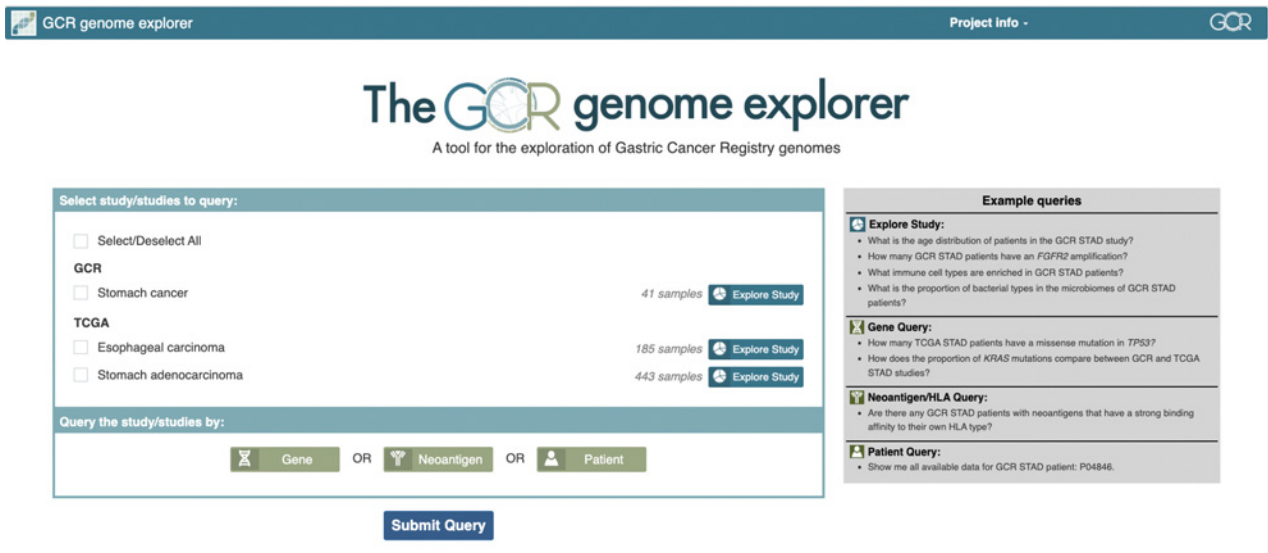 GCR genome explorer
Project info -
GCR
The GCR genome explorer
A tool for the exploration of Gastric Cancer Registry genomes
Select study/studies to query:
Select/Deselect All
GCR
Stomach cancer
41 samples Explore Study
TCGA
Esophageal carcinoma
185 samples Explore Study
Stomach adenocarcinoma
443 samples Explore Study
Query the study/studies by:
Gene OR Neoantigen OR Patient
Submit Query
Example queries
Explore Study:
• What is the age distribution of patients in the GCR STAD study?
• How many GCR STAD patients have an FGFR2 amplification?
• What immune cell types are enriched in GCR STAD patients?
• What is the proportion of bacterial types in the microbiomes of GCR STAD
patients?
Gene Query:
• How many TCGA STAD patients have a missense mutation in TP53?
• How does the proportion of KRAS mutations compare between GCR and TCGA
STAD studies?
Neoantigen/HLA Query:
• Are there any GCR STAD patients with neoantigens that have a strong binding
affinity to their own HLA type?
Patient Query:
• Show me all available data for GCR STAD patient: P04846.